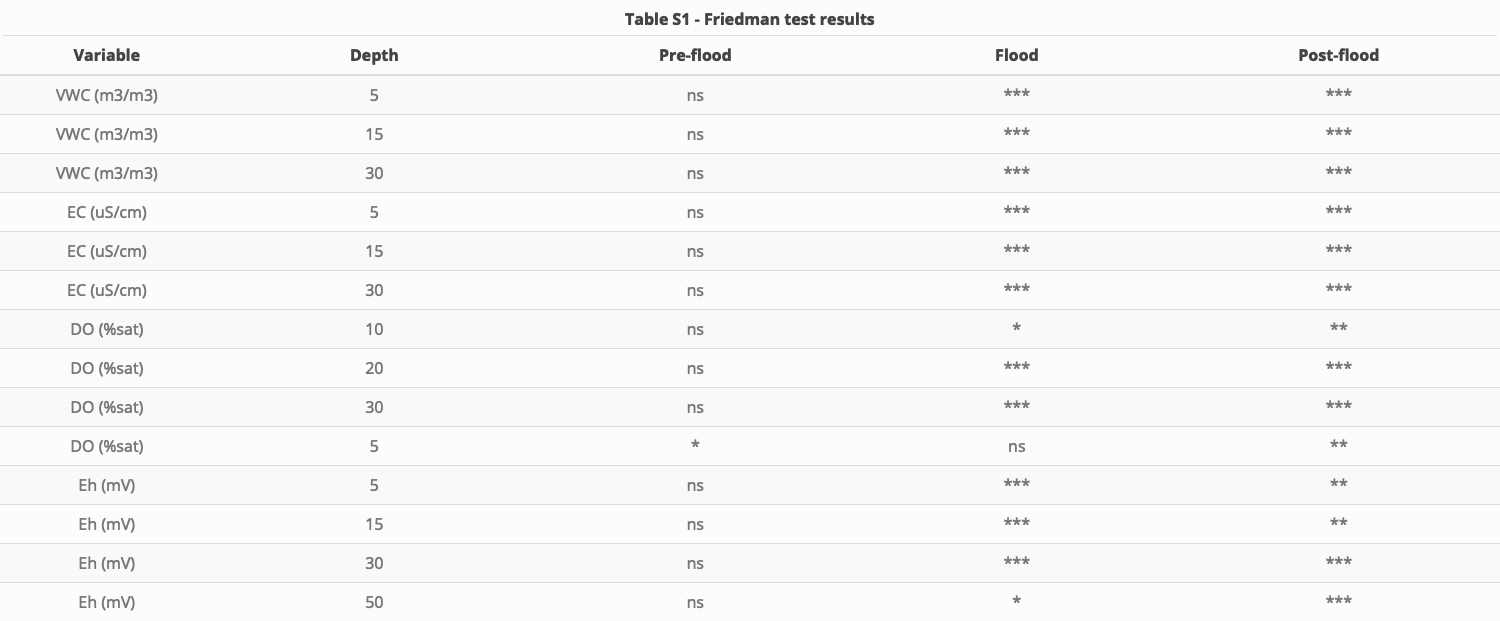 Table S1 - Friedman test results
Variable Depth Pre-flood Flood Post-flood
VWC (m3/m3) 5 ns *** ***
VWC (m3/m3) 15 ns *** ***
VWC (m3/m3) 30 ns *** ***
EC (uS/cm) 5 ns *** ***
EC (uS/cm) 15 ns *** ***
EC (uS/cm) 30 ns *** ***
DO (%sat) 10 ns * **
DO (%sat) 20 ns *** ***
DO (%sat) 30 ns *** ***
DO (%sat) 5 * ns **
Eh (mV) 5 ns *** **
Eh (mV) 15 ns *** **
Eh (mV) 30 ns *** ***
Eh (mV) 50 ns * ***